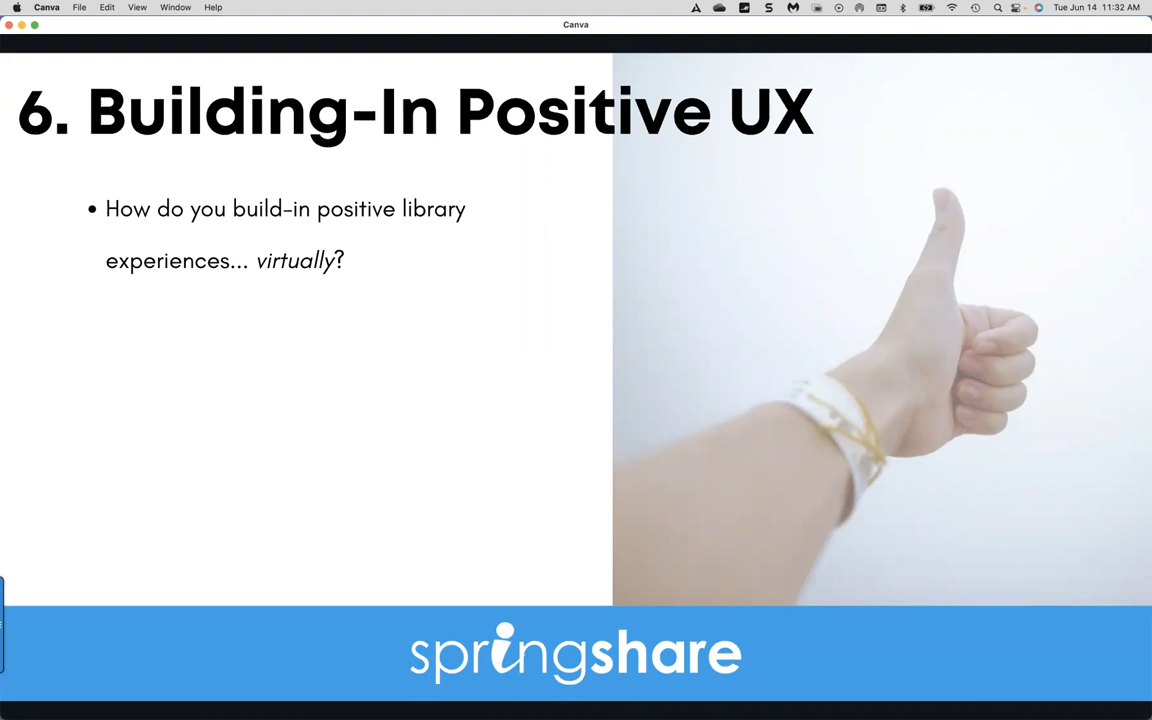 Canva File Edit View Window Help Tue Jun 14 11:32 AM
Canva
6. Building-In Positive UX
• How do you build-in positive library
experiences... virtually?
springshare